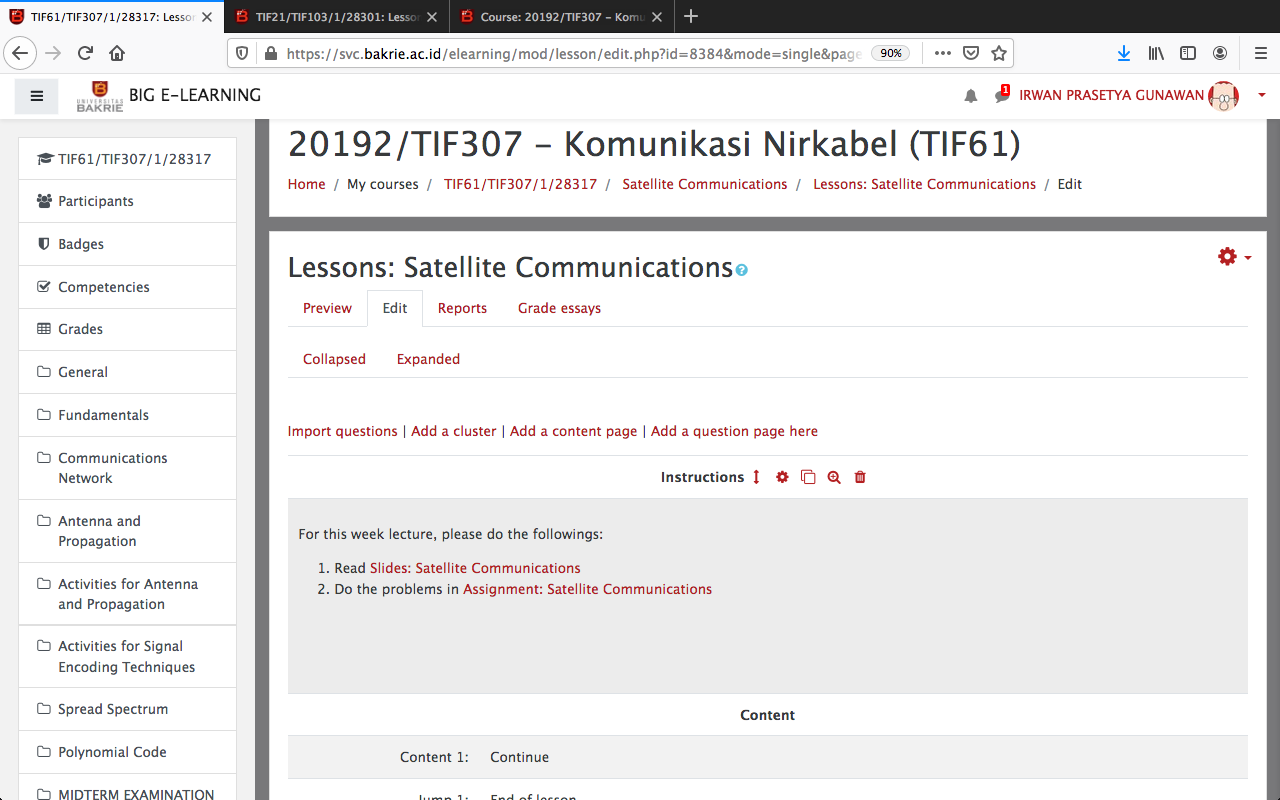 TIF61/TIF307/1/28317: Lesso
TIF21/TIF103/1/28301: Lesso
Course: 20192/TIF307 – Komu
https://svc.bakrie.ac.id/elearning/mod/lesson/edit.php?id=8384&mode=single&page
90%
UNIVERSITAS
BAKRIE
BIG E-LEARNING
1
IRWAN PRASETYA GUNAWAN
TIF61/TIF307/1/28317
Participants
Badges
Competencies
Grades
General
Fundamentals
Communications
Network
Antenna and
Propagation
Activities for Antenna
and Propagation
Activities for Signal
Encoding Techniques
Spread Spectrum
Polynomial Code
MIDTERM EXAMINATION
20192/TIF307 – Komunikasi Nirkabel (TIF61)
Home / My courses / TIF61/TIF307/1/28317 / Satellite Communications / Lessons: Satellite Communications / Edit
Lessons: Satellite Communications
Preview Edit Reports Grade essays
Collapsed Expanded
Import questions | Add a cluster | Add a content page | Add a question page here
Instructions
For this week lecture, please do the followings:
1. Read Slides: Satellite Communications
2. Do the problems in Assignment: Satellite Communications
Content
Content 1: Continue
Jump 1: End of lesson